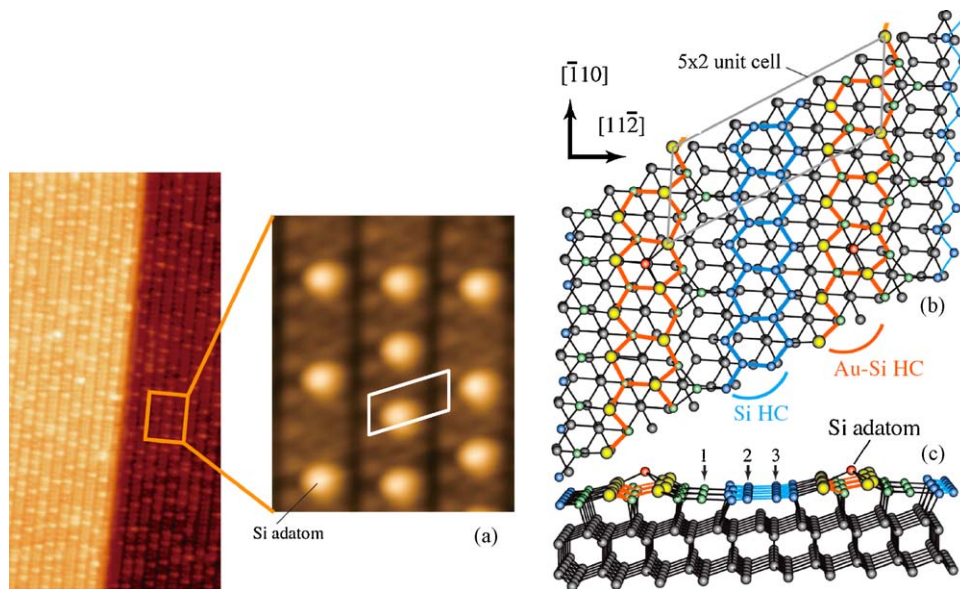 Si adatom
(a)
5x2 unit cell
[1̅10]
[112̅]
(b)
Au-Si HC
Si HC
Si adatom
(c)
1 2 3